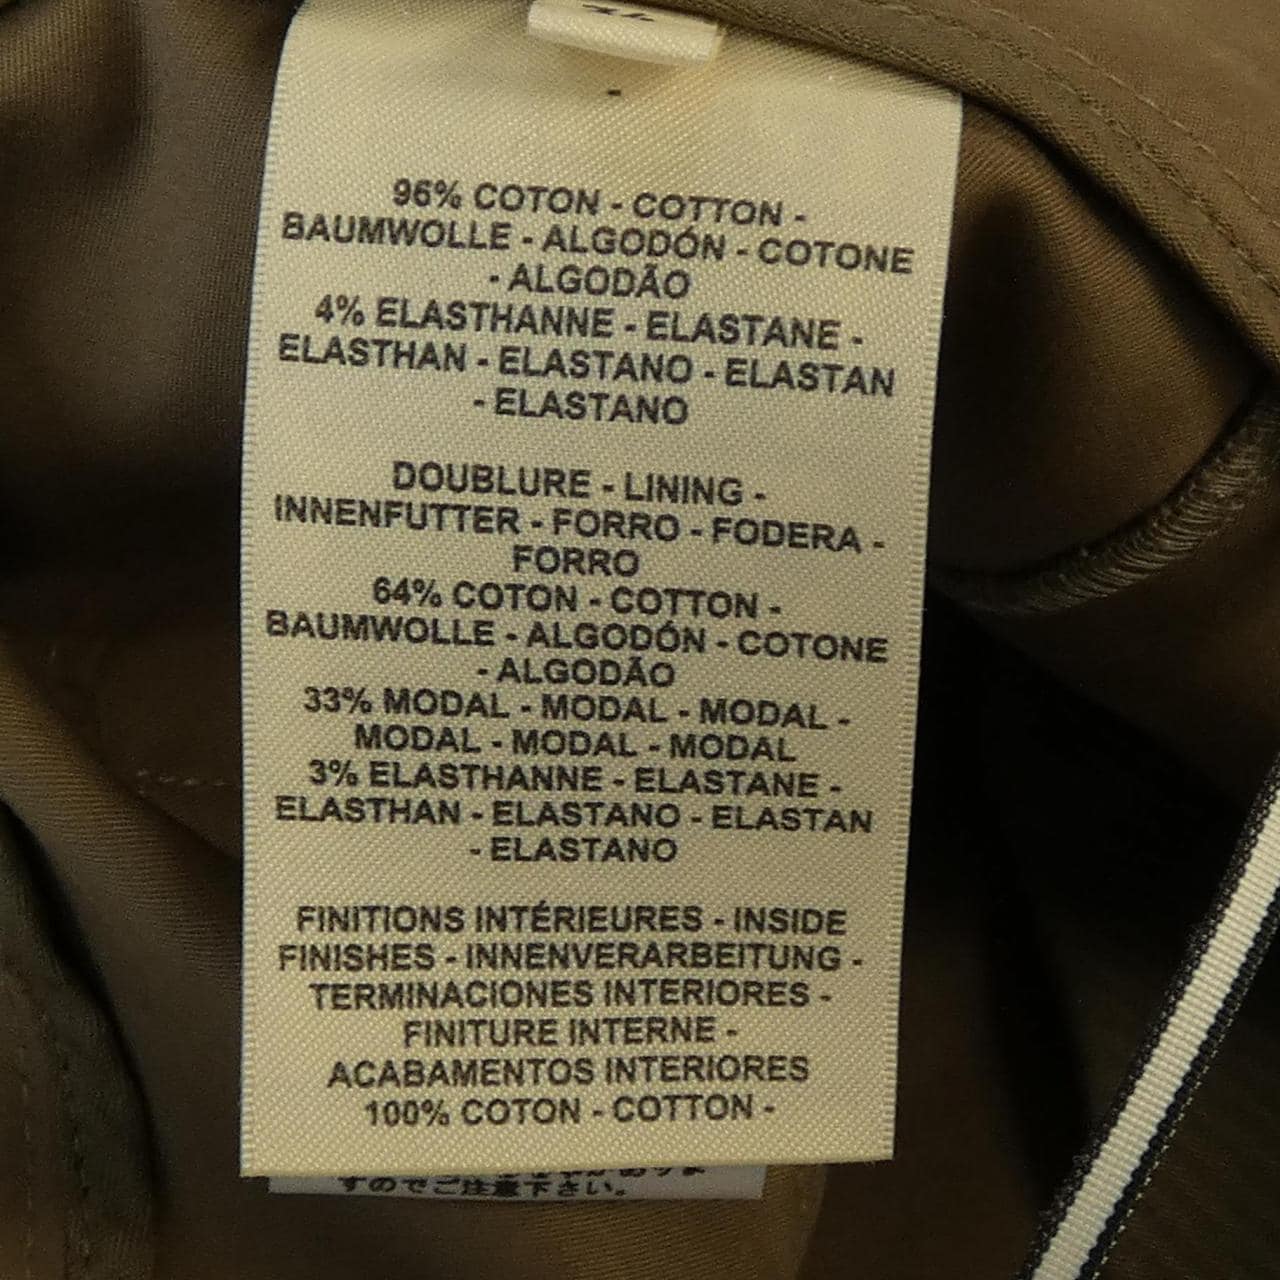 -
96% COTON - COTTON -
BAUMWOLLE - ALGODÓN - COTONE
- ALGODÃO
4% ELASTHANNE - ELASTANE -
ELASTHAN - ELASTANO - ELASTAN
- ELASTANO
DOUBLURE - LINING -
INNENFUTTER - FORRO - FODERA -
FORRO
64% COTON - COTTON -
BAUMWOLLE - ALGODÓN - COTONE
- ALGODÃO
33% MODAL - MODAL - MODAL -
MODAL - MODAL - MODAL
3% ELASTHANNE - ELASTANE -
ELASTHAN - ELASTANO - ELASTAN
- ELASTANO
FINITIONS INTÉRIEURES - INSIDE
FINISHES - INNENVERARBEITUNG -
TERMINACIONES INTERIORES -
FINITURE INTERNE -
ACABAMENTOS INTERIORES
100% COTON - COTTON -
すのでご注意下さい。